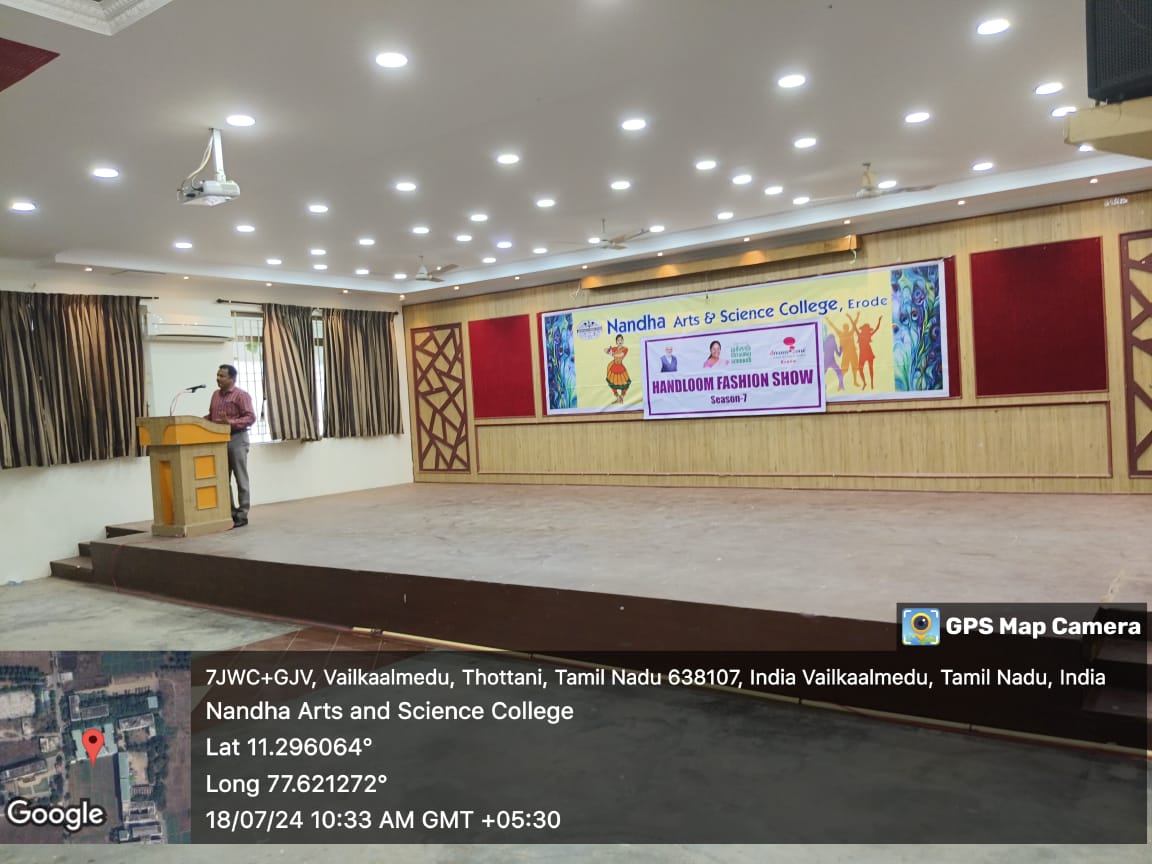 Nandha Arts & Science College, Erode
HANDLOOM FASHION SHOW
Season-7
GPS Map Camera
7JWC+GJV, Vailkaalmedu, Thottani, Tamil Nadu 638107, India Vailkaalmedu, Tamil Nadu, India
Nandha Arts and Science College
Lat 11.296064°
Long 77.621272°
18/07/24 10:33 AM GMT +05:30
Google